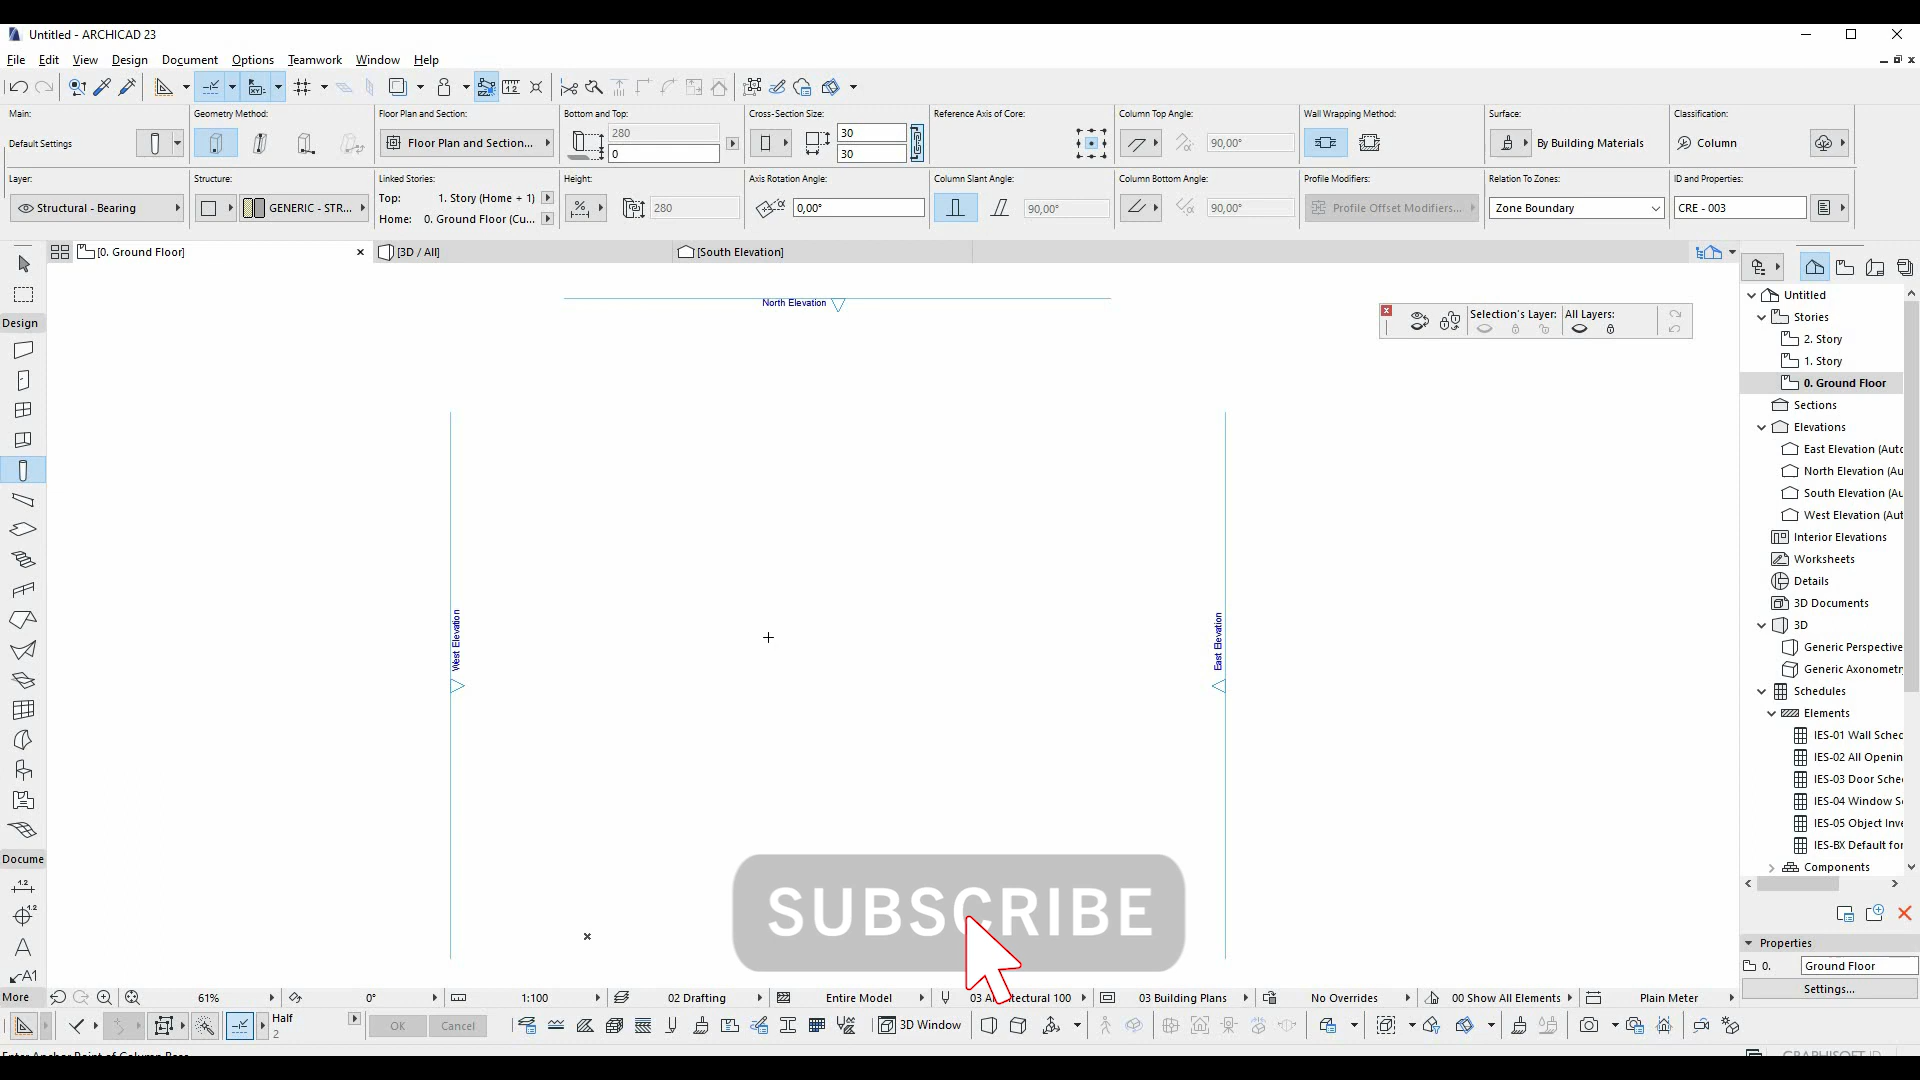 Untitled - ARCHICAD 23
File Edit View Design Document Options Teamwork Window Help
Main: Geometry Method: Floor Plan and Section: Bottom and Top: Cross-Section Size: Reference Axis of Core: Column Top Angle: Wall Wrapping Method: Surface: Classification:
Default Settings Floor Plan and Section... 280 0 30 30 90,00° By Building Materials Column
Layer: Structure: Linked Stories: Height: Axis Rotation Angle: Column Slant Angle: Column Bottom Angle: Profile Modifiers: Relation To Zones: ID and Properties:
Structural - Bearing GENERIC - STR... Top: 1. Story (Home + 1) 280 0,00° 90,00° 90,00° Profile Offset Modifiers... Zone Boundary CRE - 003
Home: 0. Ground Floor (Cu...
[0. Ground Floor] [3D / All] [South Elevation]
North Elevation
Selection's Layer: All Layers:
West Elevation
East Elevation
Design
Docume
1.2
1.2
A
A1
More
Untitled
Stories
2. Story
1. Story
0. Ground Floor
Sections
Elevations
East Elevation (Auto
North Elevation (Au
South Elevation (Au
West Elevation (Aut
Interior Elevations
Worksheets
Details
3D Documents
3D
Generic Perspective
Generic Axonometr
Schedules
Elements
IES-01 Wall Sched
IES-02 All Openin
IES-03 Door Sche
IES-04 Window S
IES-05 Object Inve
IES-BX Default for
Components
Properties
0. Ground Floor
Settings...
SUBSCRIBE
61% 0° 1:100 02 Drafting Entire Model 100 03 Building Plans No Overrides 00 Show All Elements Plain Meter
Half
2
OK Cancel 3D Window